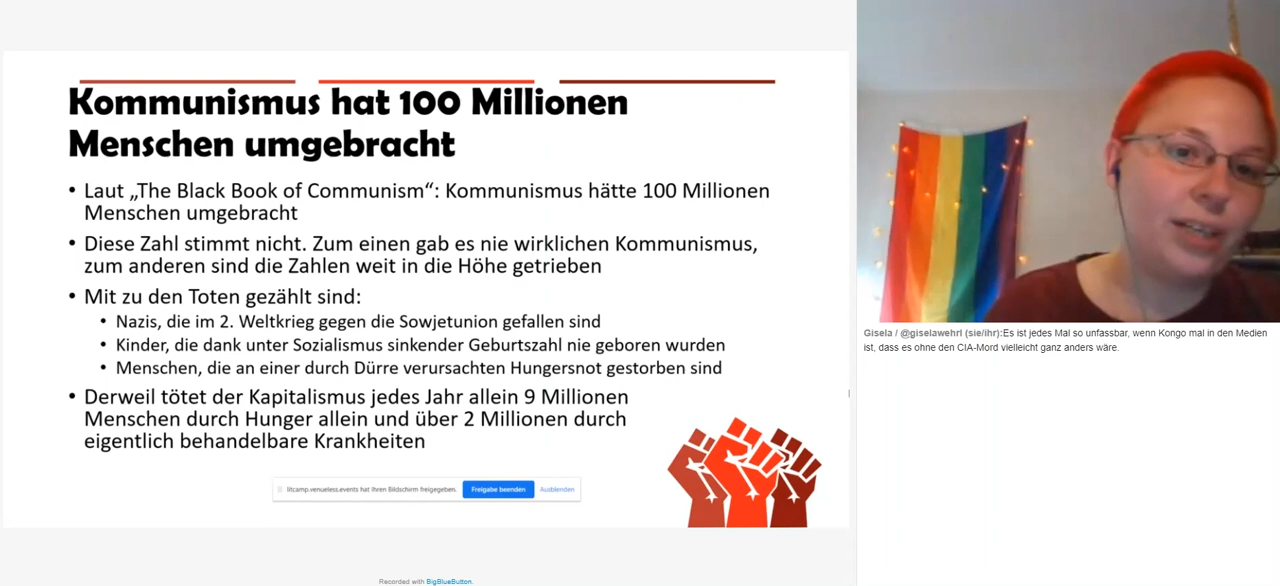 Kommunismus hat 100 Millionen
Menschen umgebracht
• Laut „The Black Book of Communism“: Kommunismus hätte 100 Millionen
Menschen umgebracht
• Diese Zahl stimmt nicht. Zum einen gab es nie wirklichen Kommunismus,
zum anderen sind die Zahlen weit in die Höhe getrieben
• Mit zu den Toten gezählt sind:
• Nazis, die im 2. Weltkrieg gegen die Sowjetunion gefallen sind
• Kinder, die dank unter Sozialismus sinkender Geburtszahl nie geboren wurden
• Menschen, die an einer durch Dürre verursachten Hungersnot gestorben sind
• Derweil tötet der Kapitalismus jedes Jahr allein 9 Millionen
Menschen durch Hunger allein und über 2 Millionen durch
eigentlich behandelbare Krankheiten
litcamp.venueless.events hat Ihren Bildschirm freigegeben. Freigabe beenden Ausblenden
Gisela / @giselawehrl (sie/ihr):Es ist jedes Mal so unfassbar, wenn Kongo mal in den Medien
ist, dass es ohne den CIA-Mord vielleicht ganz anders wäre.
Recorded with BigBlueButton.